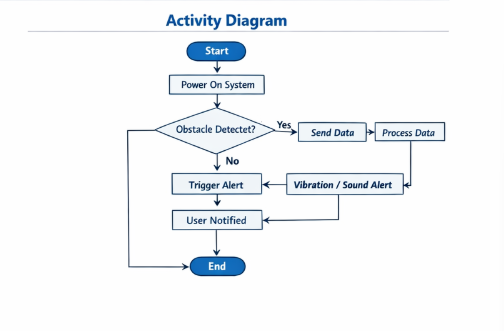 Activity Diagram
Start
Power On System
Obstacle Detectet?
Yes
Send Data
Process Data
No
Trigger Alert
Vibration / Sound Alert
User Notified
End